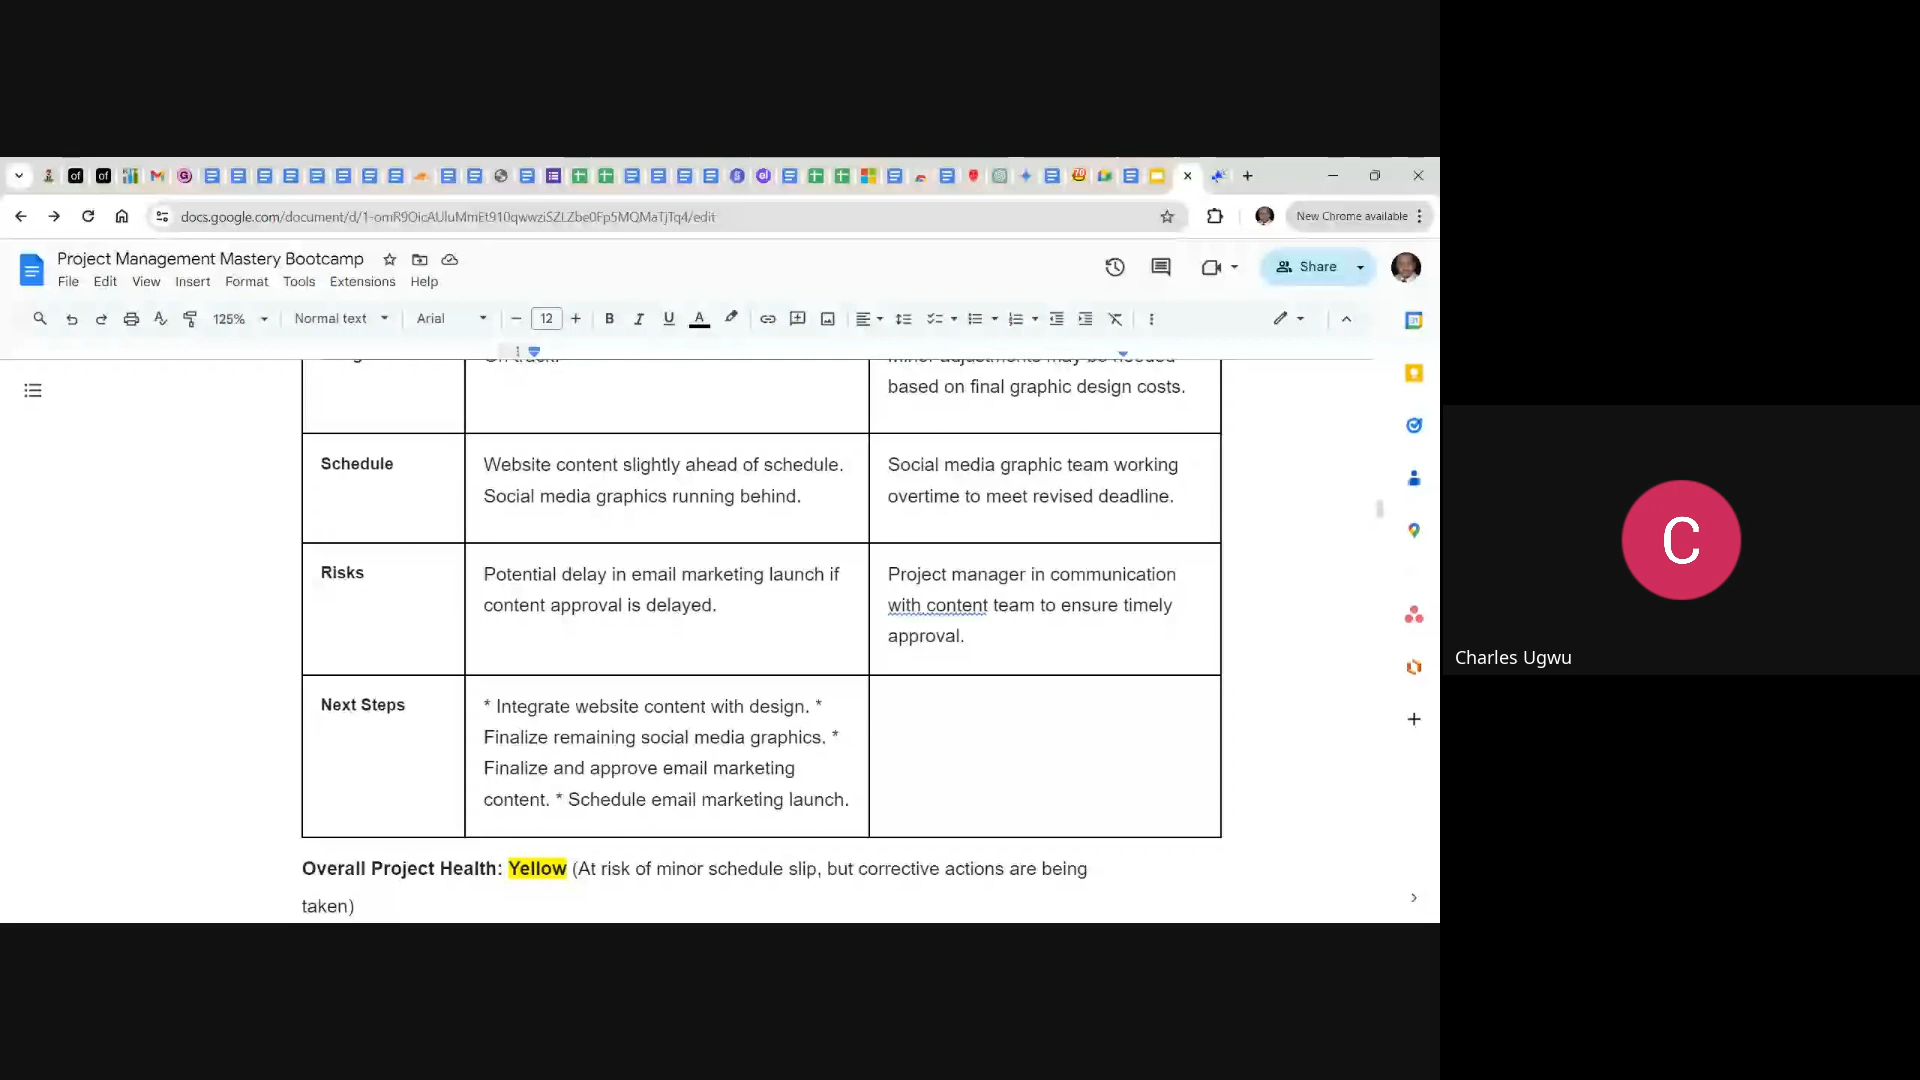 docs.google.com/document/d/1-omR9OicAUluMmEt910qwwziSZLZbe0Fp5MQMaTjTq4/edit
New Chrome available
Project Management Mastery Bootcamp
File Edit View Insert Format Tools Extensions Help
Share
125% Normal text Arial 12
based on final graphic design costs.
Schedule
Website content slightly ahead of schedule.
Social media graphics running behind.
Social media graphic team working
overtime to meet revised deadline.
Risks
Potential delay in email marketing launch if
content approval is delayed.
Project manager in communication
with content team to ensure timely
approval.
Next Steps
* Integrate website content with design. *
Finalize remaining social media graphics. *
Finalize and approve email marketing
content. * Schedule email marketing launch.
Overall Project Health: Yellow (At risk of minor schedule slip, but corrective actions are being
taken)
C
Charles Ugwu